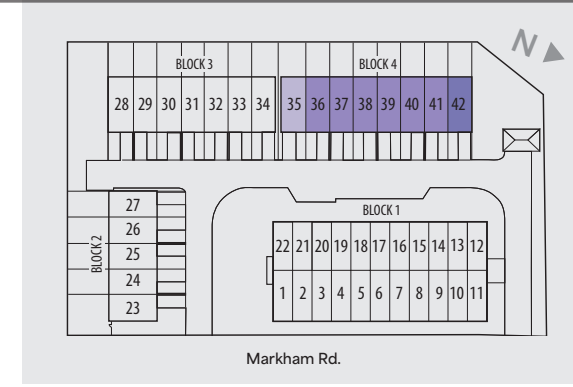 N
BLOCK 3 BLOCK 4
28 29 30 31 32 33 34 35 36 37 38 39 40 41 42
BLOCK 2
27
26
25
24
23
BLOCK 1
22 21 20 19 18 17 16 15 14 13 12
1 2 3 4 5 6 7 8 9 10 11
Markham Rd.